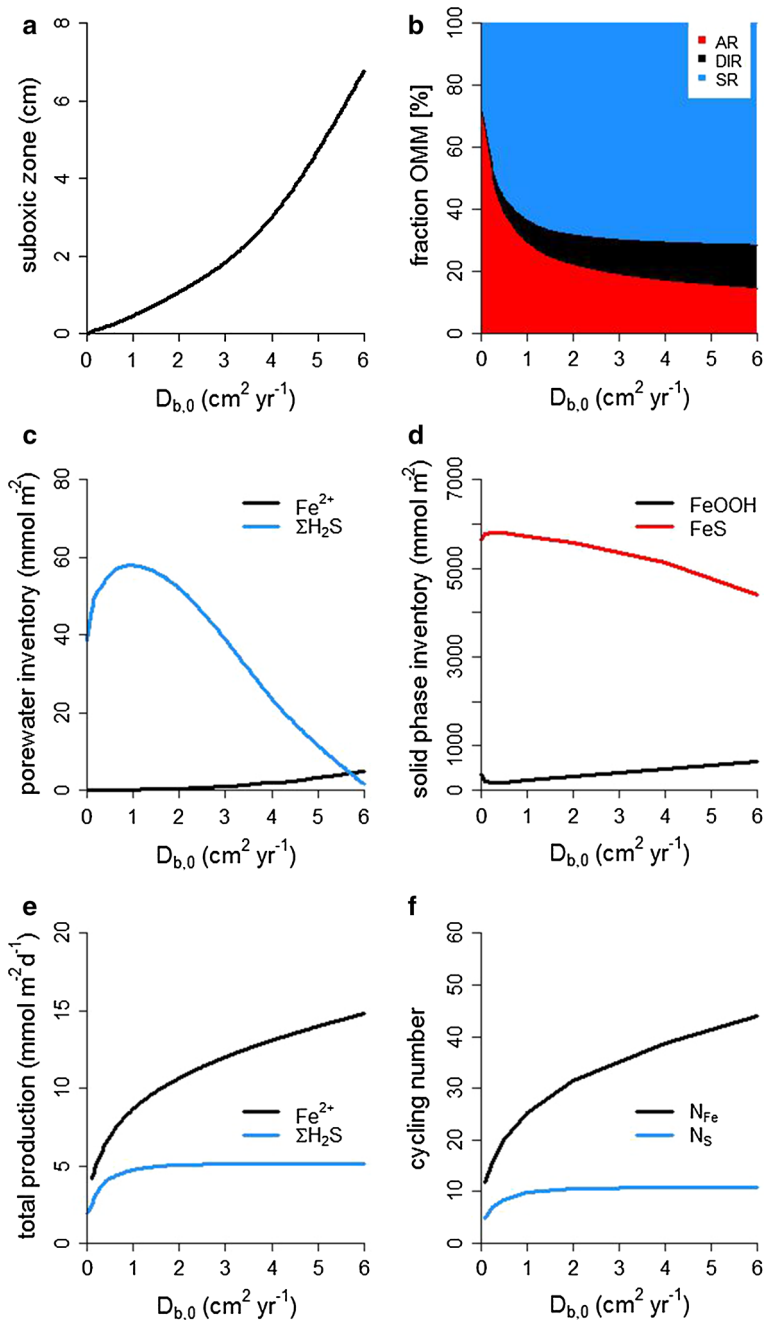 a
suboxic zone (cm)
8
6
4
2
0
0 1 2 3 4 5 6
D_b,0 (cm² yr⁻¹)
b
fraction OMM [%]
100
80
60
40
20
0
AR
DIR
SR
0 1 2 3 4 5 6
D_b,0 (cm² yr⁻¹)
c
porewater inventory (mmol m⁻²)
80
60
40
20
0
Fe²⁺
ΣH₂S
0 1 2 3 4 5 6
D_b,0 (cm² yr⁻¹)
d
solid phase inventory (mmol m⁻²)
7000
5000
3000
1000
0
FeOOH
FeS
0 1 2 3 4 5 6
D_b,0 (cm² yr⁻¹)
e
total production (mmol m⁻²d⁻¹)
20
15
10
5
0
Fe²⁺
ΣH₂S
0 1 2 3 4 5 6
D_b,0 (cm² yr⁻¹)
f
cycling number
60
50
40
30
20
10
0
N_Fe
N_S
0 1 2 3 4 5 6
D_b,0 (cm² yr⁻¹)